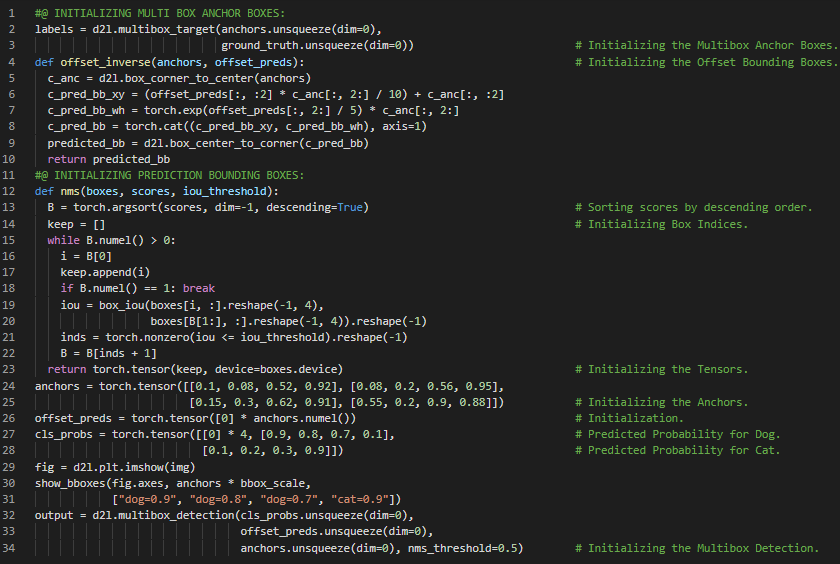 1 #@ INITIALIZING MULTI BOX ANCHOR BOXES:
2 labels = d2l.multibox_target(anchors.unsqueeze(dim=0),
3 ground_truth.unsqueeze(dim=0)) # Initializing the Multibox Anchor Boxes.
4 def offset_inverse(anchors, offset_preds): # Initializing the Offset Bounding Boxes.
5 c_anc = d2l.box_corner_to_center(anchors)
6 c_pred_bb_xy = (offset_preds[:, :2] * c_anc[:, 2:] / 10) + c_anc[:, :2]
7 c_pred_bb_wh = torch.exp(offset_preds[:, 2:] / 5) * c_anc[:, 2:]
8 c_pred_bb = torch.cat((c_pred_bb_xy, c_pred_bb_wh), axis=1)
9 predicted_bb = d2l.box_center_to_corner(c_pred_bb)
10 return predicted_bb
11 #@ INITIALIZING PREDICTION BOUNDING BOXES:
12 def nms(boxes, scores, iou_threshold):
13 B = torch.argsort(scores, dim=-1, descending=True) # Sorting scores by descending order.
14 keep = [] # Initializing Box Indices.
15 while B.numel() > 0:
16 i = B[0]
17 keep.append(i)
18 if B.numel() == 1: break
19 iou = box_iou(boxes[i, :].reshape(-1, 4),
20 boxes[B[1:], :].reshape(-1, 4)).reshape(-1)
21 inds = torch.nonzero(iou <= iou_threshold).reshape(-1)
22 B = B[inds + 1]
23 return torch.tensor(keep, device=boxes.device) # Initializing the Tensors.
24 anchors = torch.tensor([[0.1, 0.08, 0.52, 0.92], [0.08, 0.2, 0.56, 0.95],
25 [0.15, 0.3, 0.62, 0.91], [0.55, 0.2, 0.9, 0.88]]) # Initializing the Anchors.
26 offset_preds = torch.tensor([0] * anchors.numel()) # Initialization.
27 cls_probs = torch.tensor([[0] * 4, [0.9, 0.8, 0.7, 0.1], # Predicted Probability for Dog.
28 [0.1, 0.2, 0.3, 0.9]]) # Predicted Probability for Cat.
29 fig = d2l.plt.imshow(img)
30 show_bboxes(fig.axes, anchors * bbox_scale,
31 ["dog=0.9", "dog=0.8", "dog=0.7", "cat=0.9"])
32 output = d2l.multibox_detection(cls_probs.unsqueeze(dim=0),
33 offset_preds.unsqueeze(dim=0),
34 anchors.unsqueeze(dim=0), nms_threshold=0.5) # Initializing the Multibox Detection.